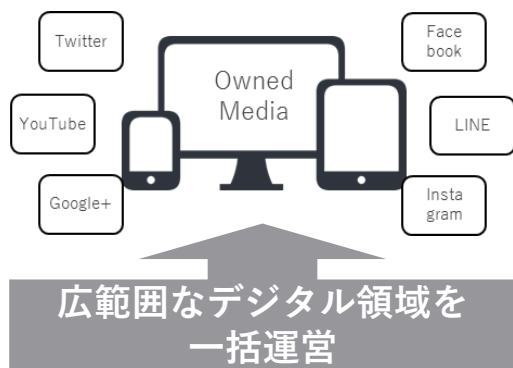 Twitter
Face
book
Owned
Media
YouTube
LINE
Google+
Insta
gram
広範囲なデジタル領域を
一括運営